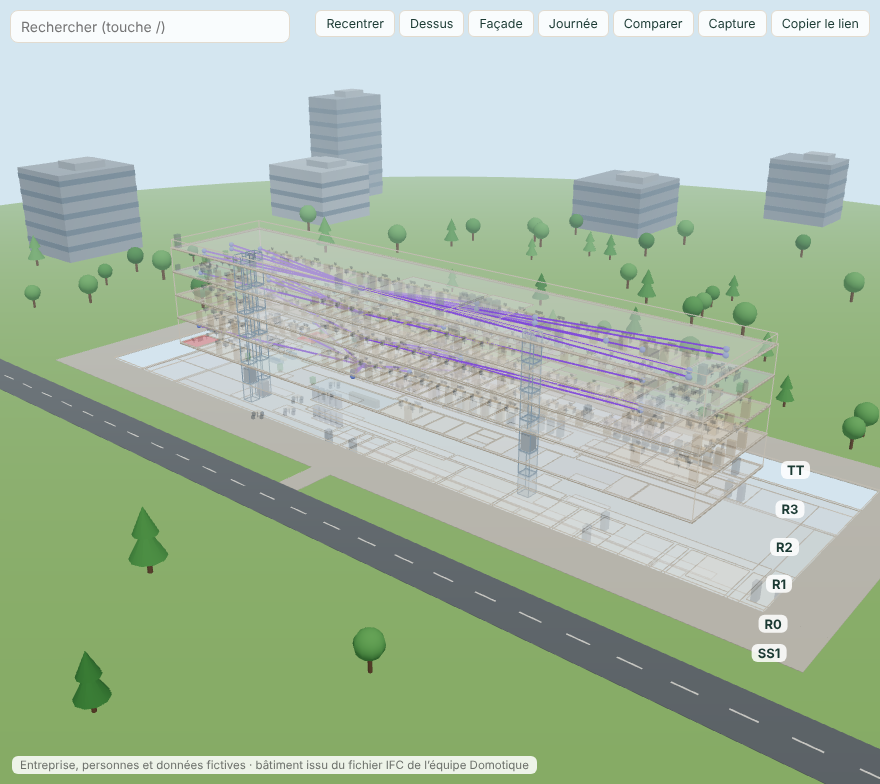 Rechercher (touche /)
Recentrer
Dessus
Façade
Journée
Comparer
Capture
Copier le lien
TT
R3
R2
R1
R0
SS1
Entreprise, personnes et données fictives · bâtiment issu du fichier IFC de l’équipe Domotique